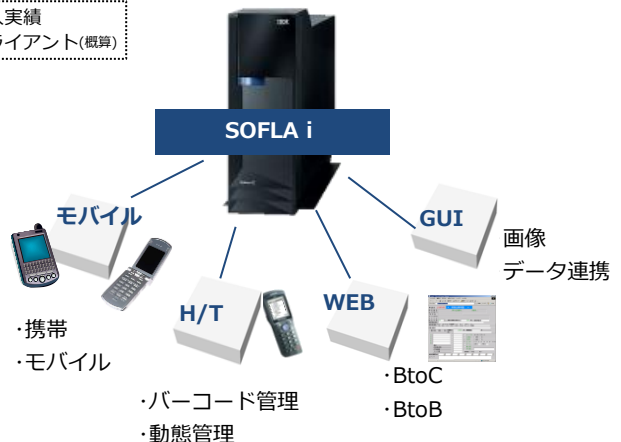 人実績
ライアント(概算)
IBM
SOFLA i
モバイル
GUI
画像
データ連携
H/T
WEB
･携帯
･モバイル
･BtoC
･BtoB
･バーコード管理
･動態管理